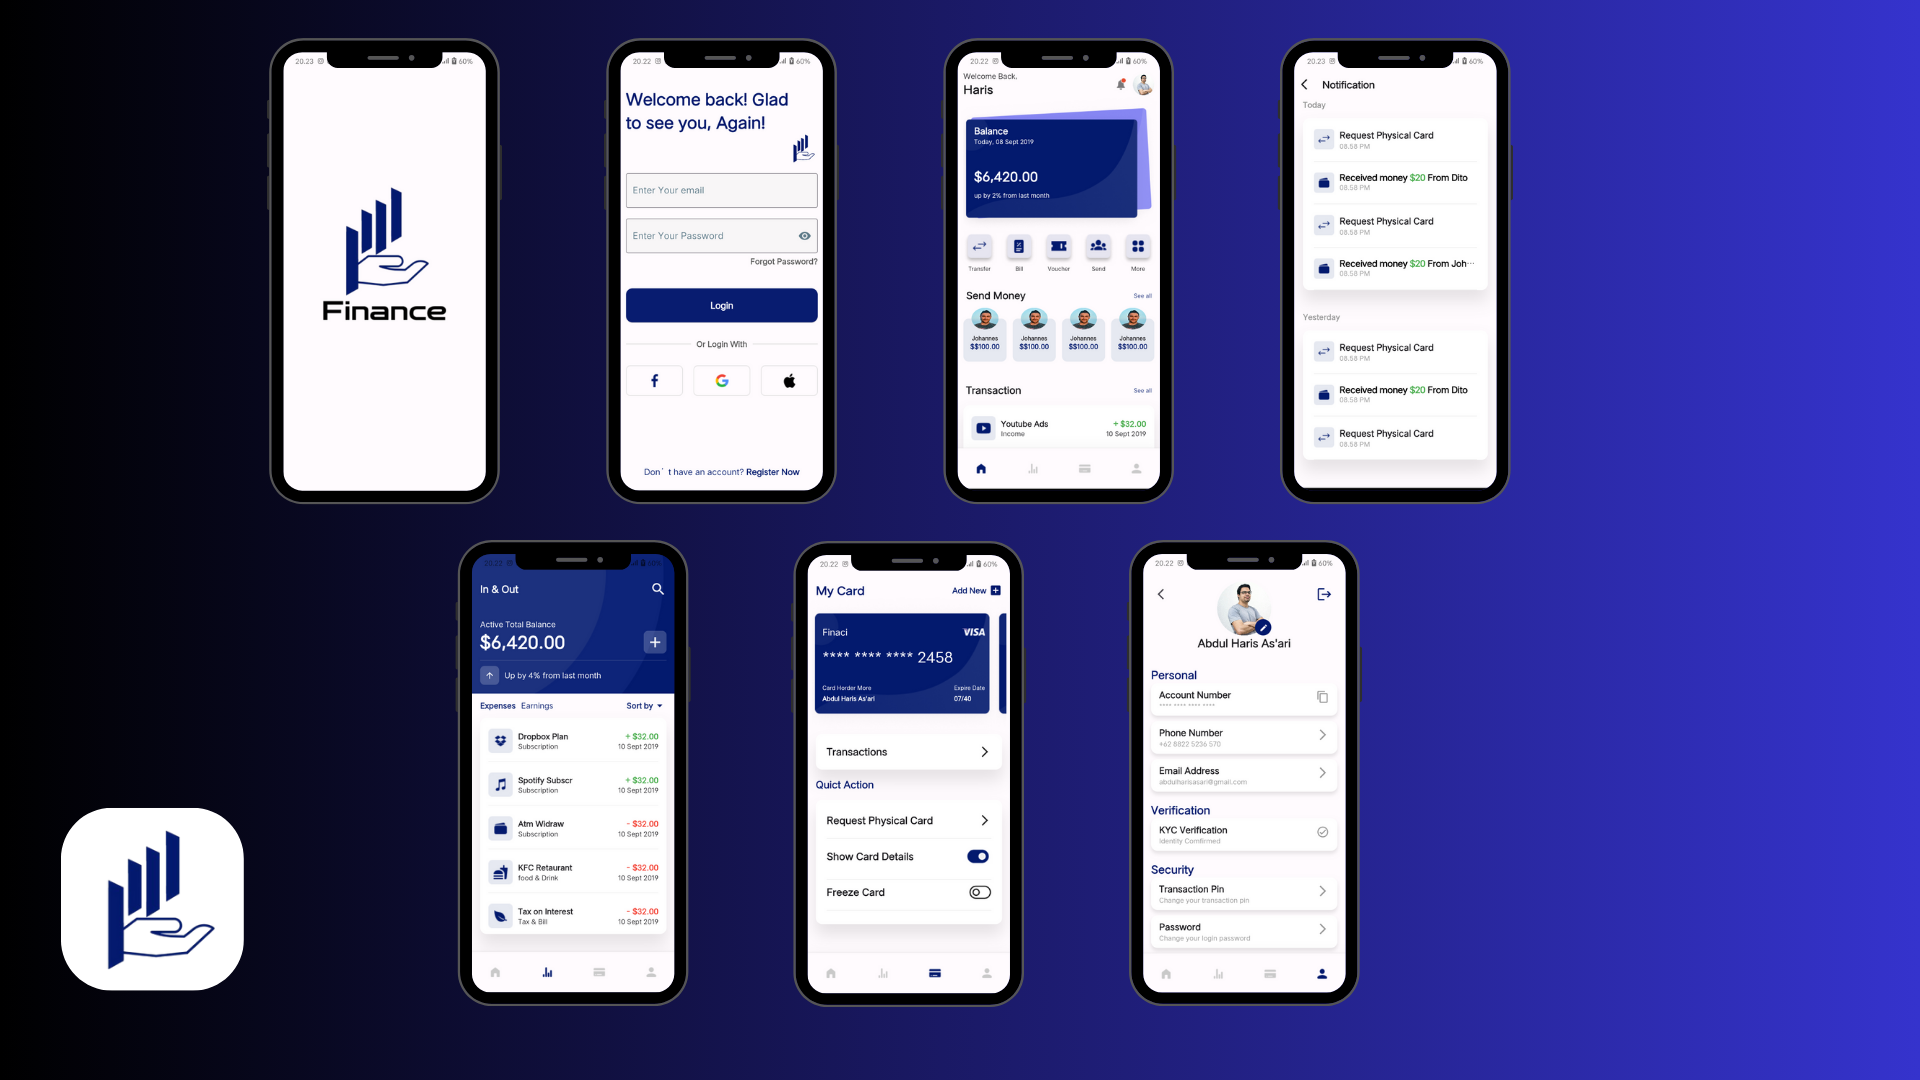 20.23
60%
Finance
20.22
60%
Welcome back! Glad
to see you, Again!
Enter Your email
Enter Your Password
Forgot Password?
Login
Or Login With
Don´ t have an account? Register Now
20.22
60%
Welcome Back,
Haris
Balance
Today, 08 Sept 2019
$6,420.00
up by 2% from last month
Transfer Bill Voucher Send More
Send Money See all
Johannes Johannes Johannes Johannes
$$100.00 $$100.00 $$100.00 $$100.00
Transaction See all
Youtube Ads + $32.00
Income 10 Sept 2019
20.23
60%
Notification
Today
Request Physical Card
08.58 PM
Received money $20 From Dito
08.58 PM
Request Physical Card
08.58 PM
Received money $20 From Joh...
08.58 PM
Yesterday
Request Physical Card
08.58 PM
Received money $20 From Dito
08.58 PM
Request Physical Card
08.58 PM
20.22
60%
In & Out
Active Total Balance
$6,420.00
Up by 4% from last month
Expenses Earnings Sort by
Dropbox Plan + $32.00
Subscription 10 Sept 2019
Spotify Subscr + $32.00
Subscription 10 Sept 2019
Atm Widraw - $32.00
Subscription 10 Sept 2019
KFC Retaurant - $32.00
food & Drink 10 Sept 2019
Tax on Interest - $32.00
Tax & Bill 10 Sept 2019
20.22
60%
My Card Add New
Finaci VISA
**** **** **** 2458
Card Horder More Expire Date
Abdul Haris As'ari 07/40
Transactions
Quict Action
Request Physical Card
Show Card Details
Freeze Card
20.22
60%
Abdul Haris As'ari
Personal
Account Number
**** **** **** ****
Phone Number
+62 8822 5236 570
Email Address
abdulharisasari@gmail.com
Verification
KYC Verification
Identity Comfirmed
Security
Transaction Pin
Change your transaction pin
Password
Change your login password